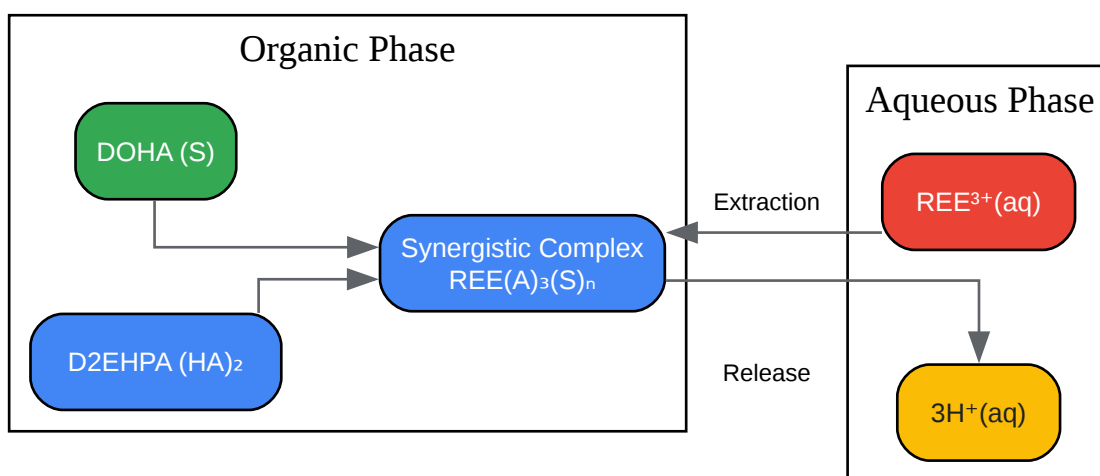 Organic Phase
Aqueous Phase
DOHA (S)
REE³⁺(aq)
Extraction
Synergistic Complex
REE(A)₃(S)ₙ
D2EHPA (HA)₂
Release
3H⁺(aq)